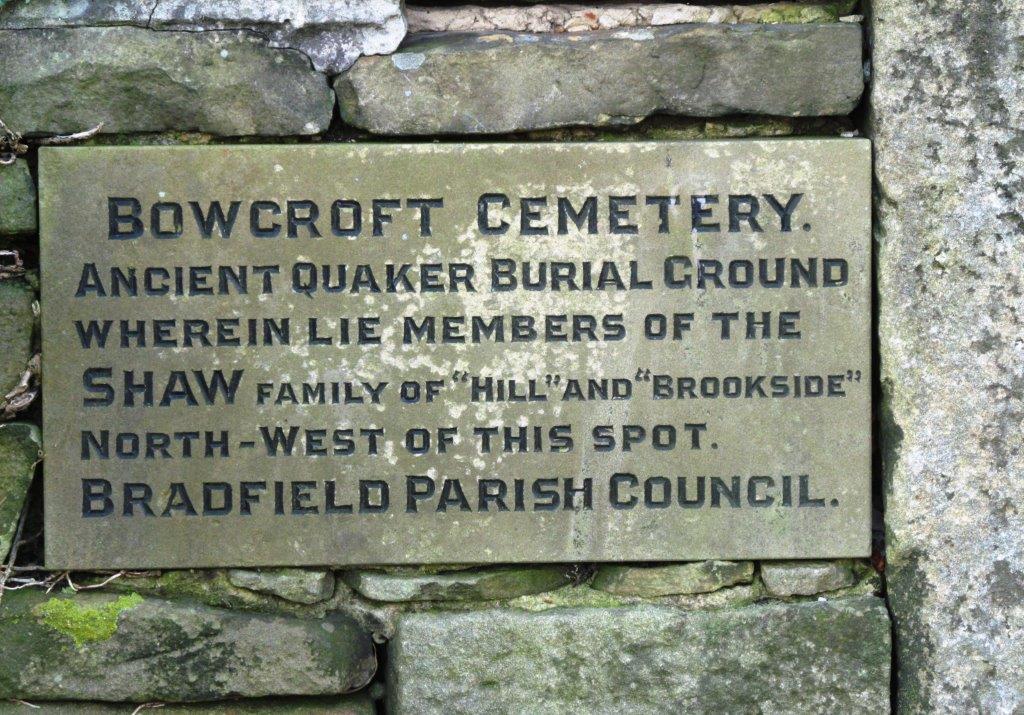 BOWCROFT CEMETERY.
ANCIENT QUAKER BURIAL GROUND
WHEREIN LIE MEMBERS OF THE
SHAW FAMILY OF "HILL" AND "BROOKSIDE"
NORTH-WEST OF THIS SPOT.
BRADFIELD PARISH COUNCIL.